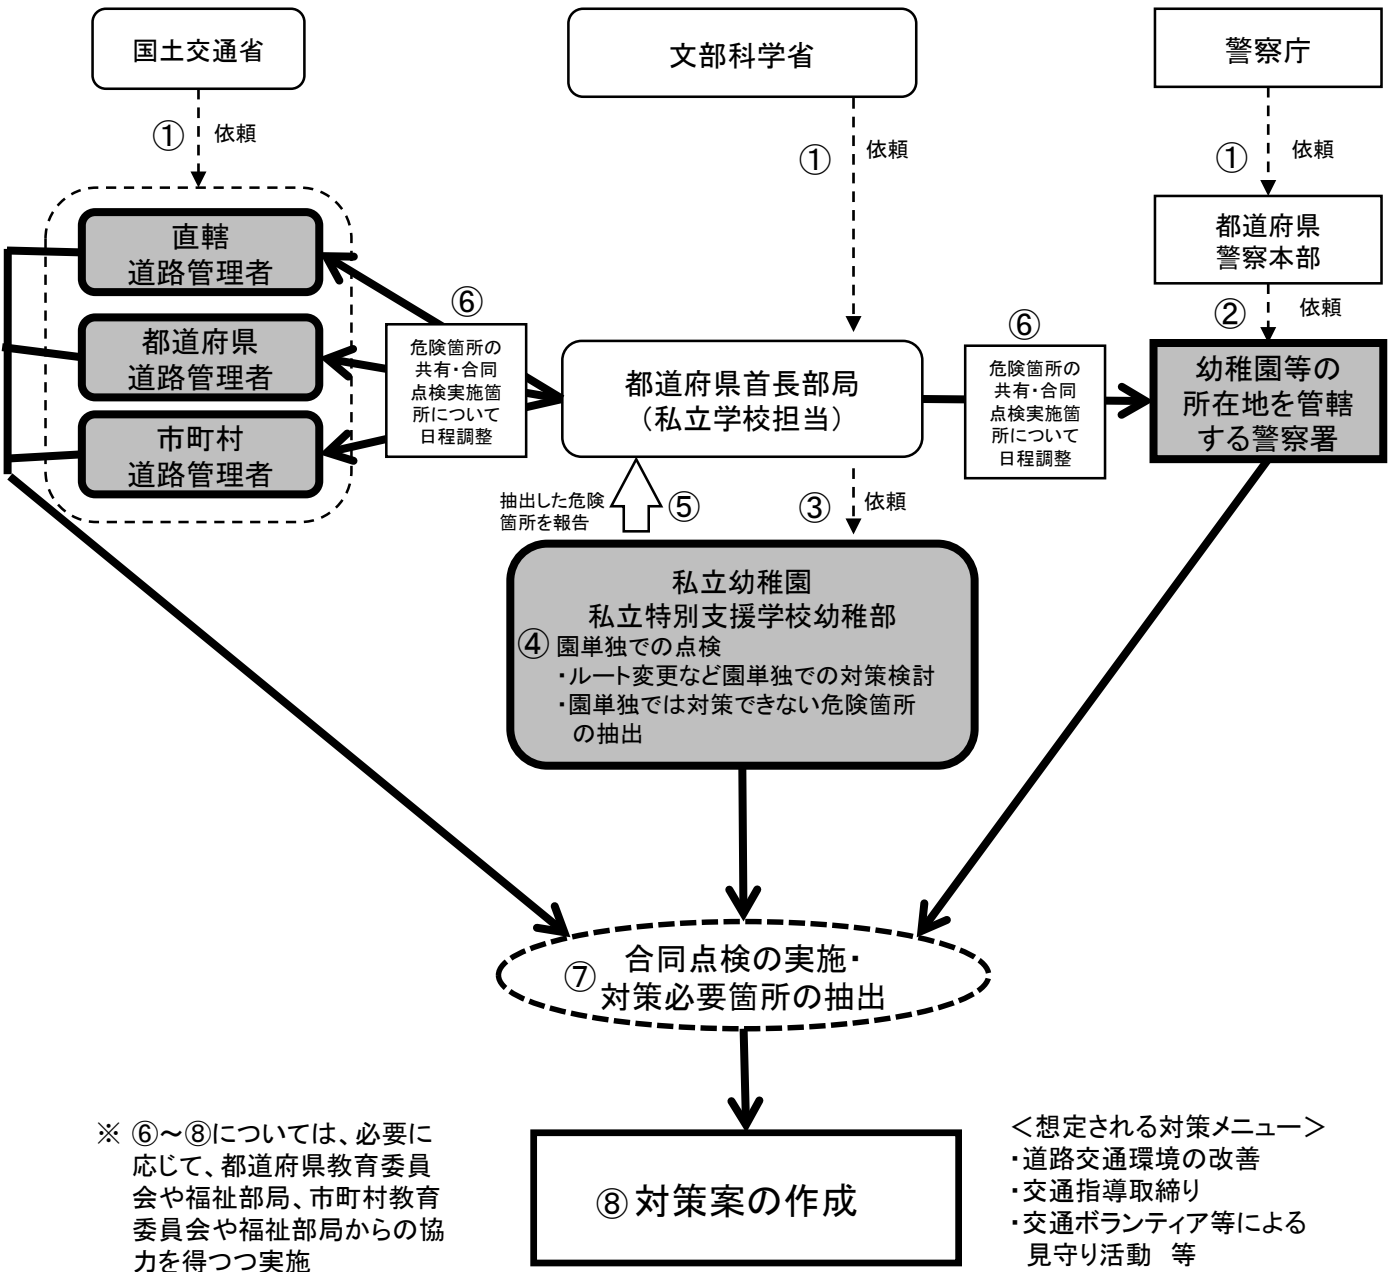 国土交通省
文部科学省
警察庁
① 依頼
① 依頼
① 依頼
都道府県
警察本部
② 依頼
直轄
道路管理者
都道府県
道路管理者
市町村
道路管理者
⑥
危険箇所の
共有・合同
点検実施箇
所について
日程調整
都道府県首長部局
（私立学校担当）
⑥
危険箇所の
共有・合同
点検実施箇
所について
日程調整
幼稚園等の
所在地を管轄
する警察署
抽出した危険
箇所を報告
⑤
③ 依頼
私立幼稚園
私立特別支援学校幼稚部
④ 園単独での点検
・ルート変更など園単独での対策検討
・園単独では対策できない危険箇所
の抽出
⑦ 合同点検の実施・
対策必要箇所の抽出
⑧ 対策案の作成
※ ⑥～⑧については、必要に
応じて、都道府県教育委員
会や福祉部局、市町村教育
委員会や福祉部局からの協
力を得つつ実施
＜想定される対策メニュー＞
・道路交通環境の改善
・交通指導取締り
・交通ボランティア等による
見守り活動　等